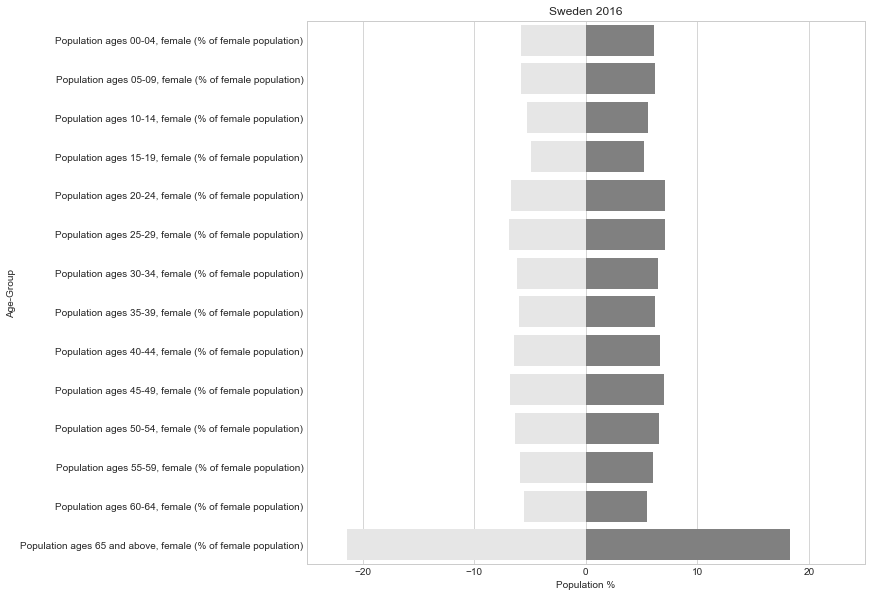 Sweden 2016
Population ages 00-04, female (% of female population)
Population ages 05-09, female (% of female population)
Population ages 10-14, female (% of female population)
Population ages 15-19, female (% of female population)
Population ages 20-24, female (% of female population)
Population ages 25-29, female (% of female population)
Population ages 30-34, female (% of female population)
Population ages 35-39, female (% of female population)
Population ages 40-44, female (% of female population)
Population ages 45-49, female (% of female population)
Population ages 50-54, female (% of female population)
Population ages 55-59, female (% of female population)
Population ages 60-64, female (% of female population)
Population ages 65 and above, female (% of female population)
Age-Group
−20 −10 0 10 20
Population %